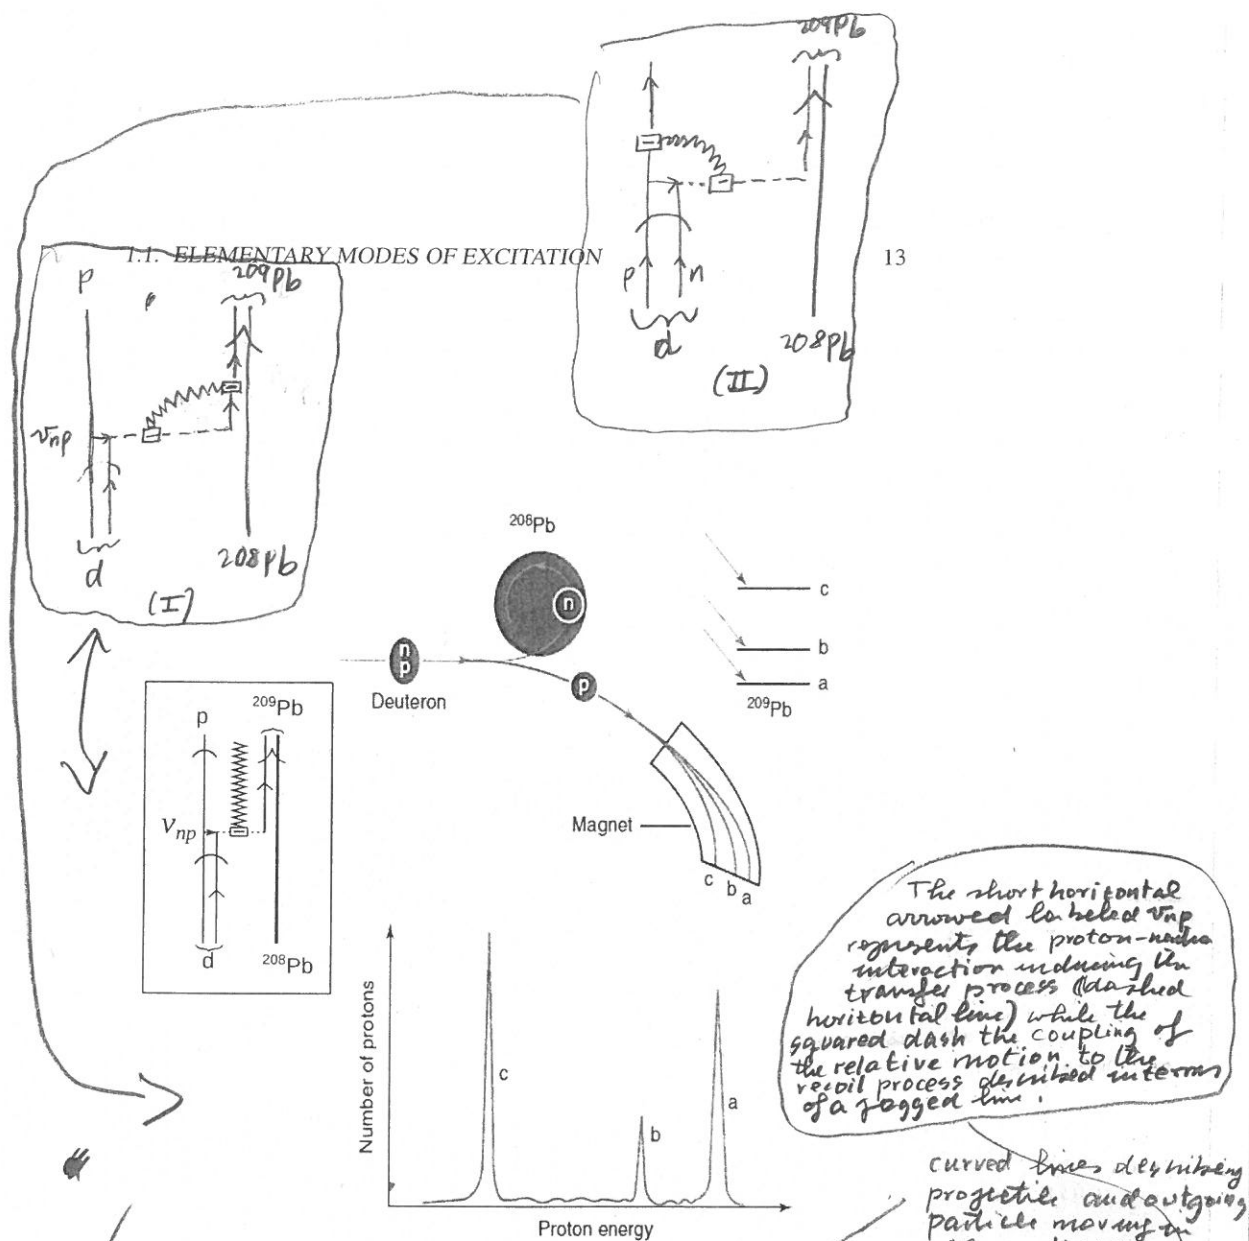 209Pb
1.1. ELEMENTARY MODES OF EXCITATION 13
p n
d
208Pb
(II)
p
209Pb
vnp
d
208Pb
(I)
208Pb
n
c
b
a
209Pb
n
p
Deuteron
p
Magnet
c b a
p
209Pb
vnp
d
208Pb
The short horizontal
arrowed labeled vnp
represents the proton-
interaction inducing the
transfer process (dashed
horizontal line) while the
squared dash the coupling of
the relative motion to the
recoil process described in terms
of a jagged line.
curved lines describing
projectile and outgoing
particle moving in
Number of protons
c
b
a
Proton energy